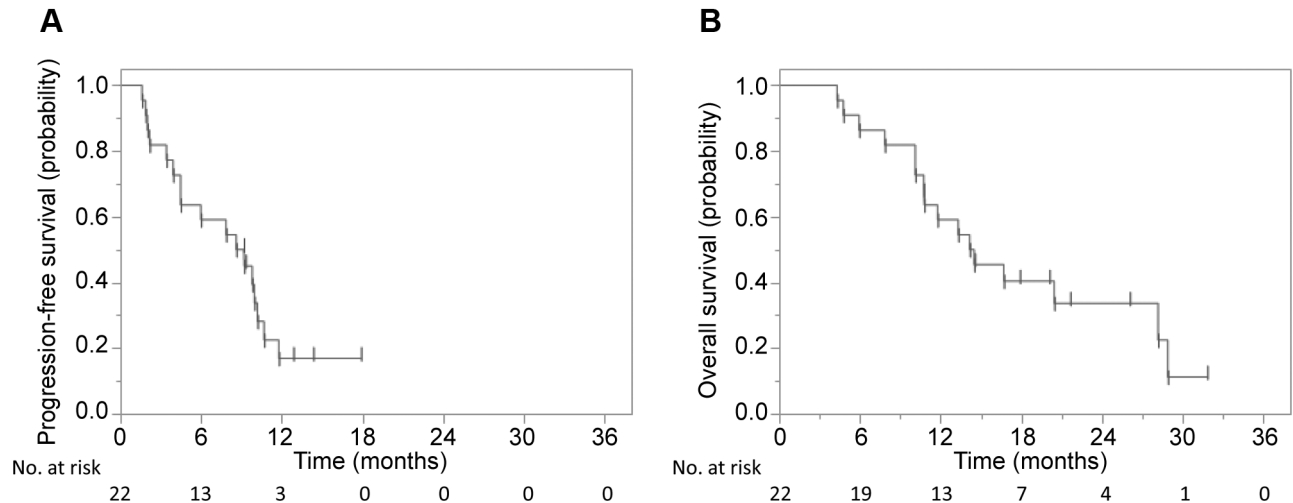 A
Progression-free survival (probability)
1.0
0.8
0.6
0.4
0.2
0.0
0 6 12 18 24 30 36
Time (months)
No. at risk
22 13 3 0 0 0 0
B
Overall survival (probability)
1.0
0.8
0.6
0.4
0.2
0.0
0 6 12 18 24 30 36
Time (months)
No. at risk
22 19 13 7 4 1 0